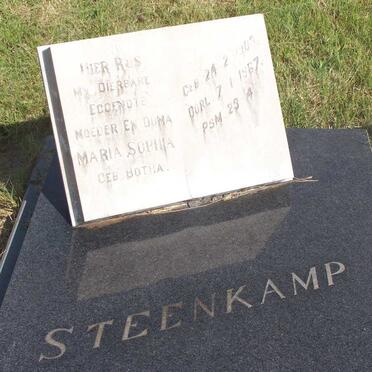 HIER RUS
MY DIERBARE
EGGENOTE
MOEDER EN OUMA
MARIA SOPHIA
GEB BOTHA.
GEB 24 2 1903
OORL 7 1 1967.
PSM 23 4
STEENKAMP